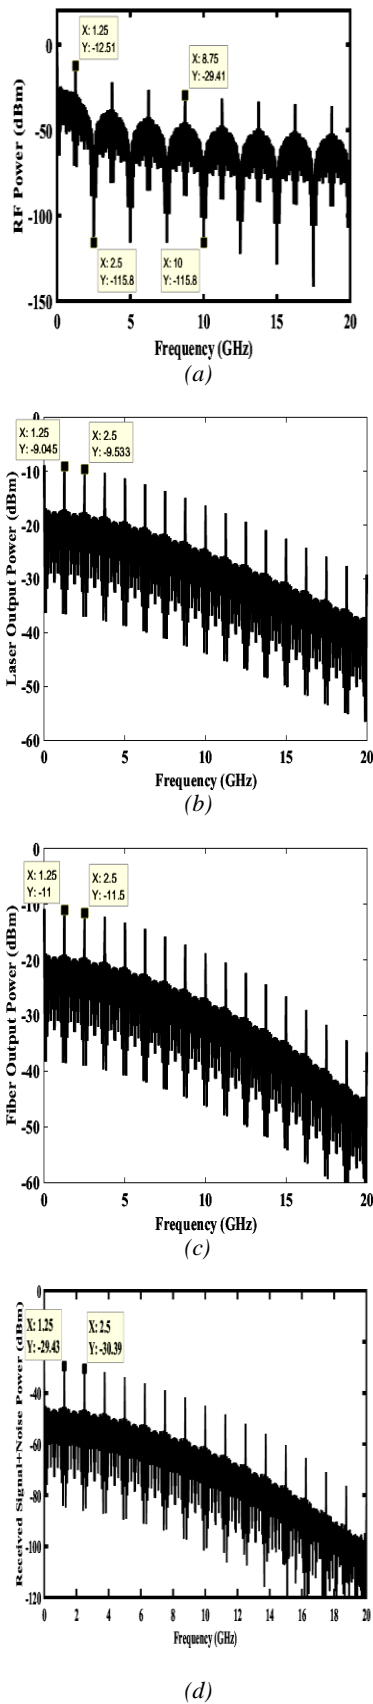 X: 1.25
Y: -12.51
X: 8.75
Y: -29.41
0
-50
-100
-150
RF Power (dBm)
X: 2.5
Y: -115.8
X: 10
Y: -115.8
0 5 10 15 20
Frequency (GHz)
(a)
0
X: 1.25
Y: -9.045
X: 2.5
Y: -9.533
-10
-20
-30
-40
-50
-60
Laser Output Power (dBm)
0 5 10 15 20
Frequency (GHz)
(b)
0
X: 1.25
Y: -11
X: 2.5
Y: -11.5
-10
-20
-30
-40
-50
-60
Fiber Output Power (dBm)
0 5 10 15 20
Frequency (GHz)
(c)
0
X: 1.25
Y: -29.43
X: 2.5
Y: -30.39
-40
-60
-80
-100
-120
Received Signal+Noise Power (dBm)
0 2 4 6 8 10 12 14 16 18 20
Frequency (GHz)
(d)